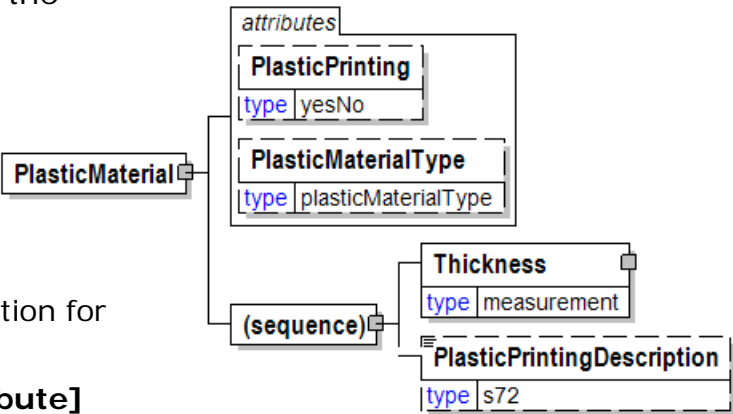 the
attributes
PlasticPrinting
type yesNo
PlasticMaterial
PlasticMaterialType
type plasticMaterialType
Thickness
type measurement
tion for
(sequence)
PlasticPrintingDescription
type s72
bute]